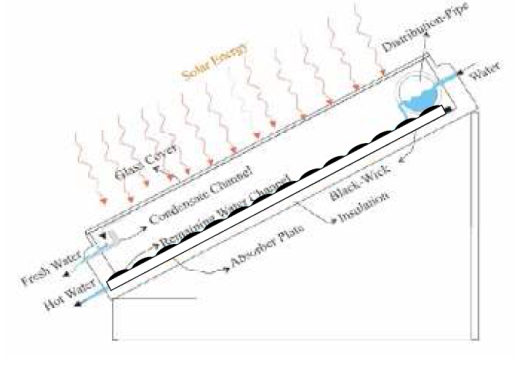 Distribution-Pipe
Solar Energy
Water
Glass Cover
Condensate Channel
Remaining Water Channel
Black-Wick
Insulation
Absorber Plate
Fresh Water
Hot Water